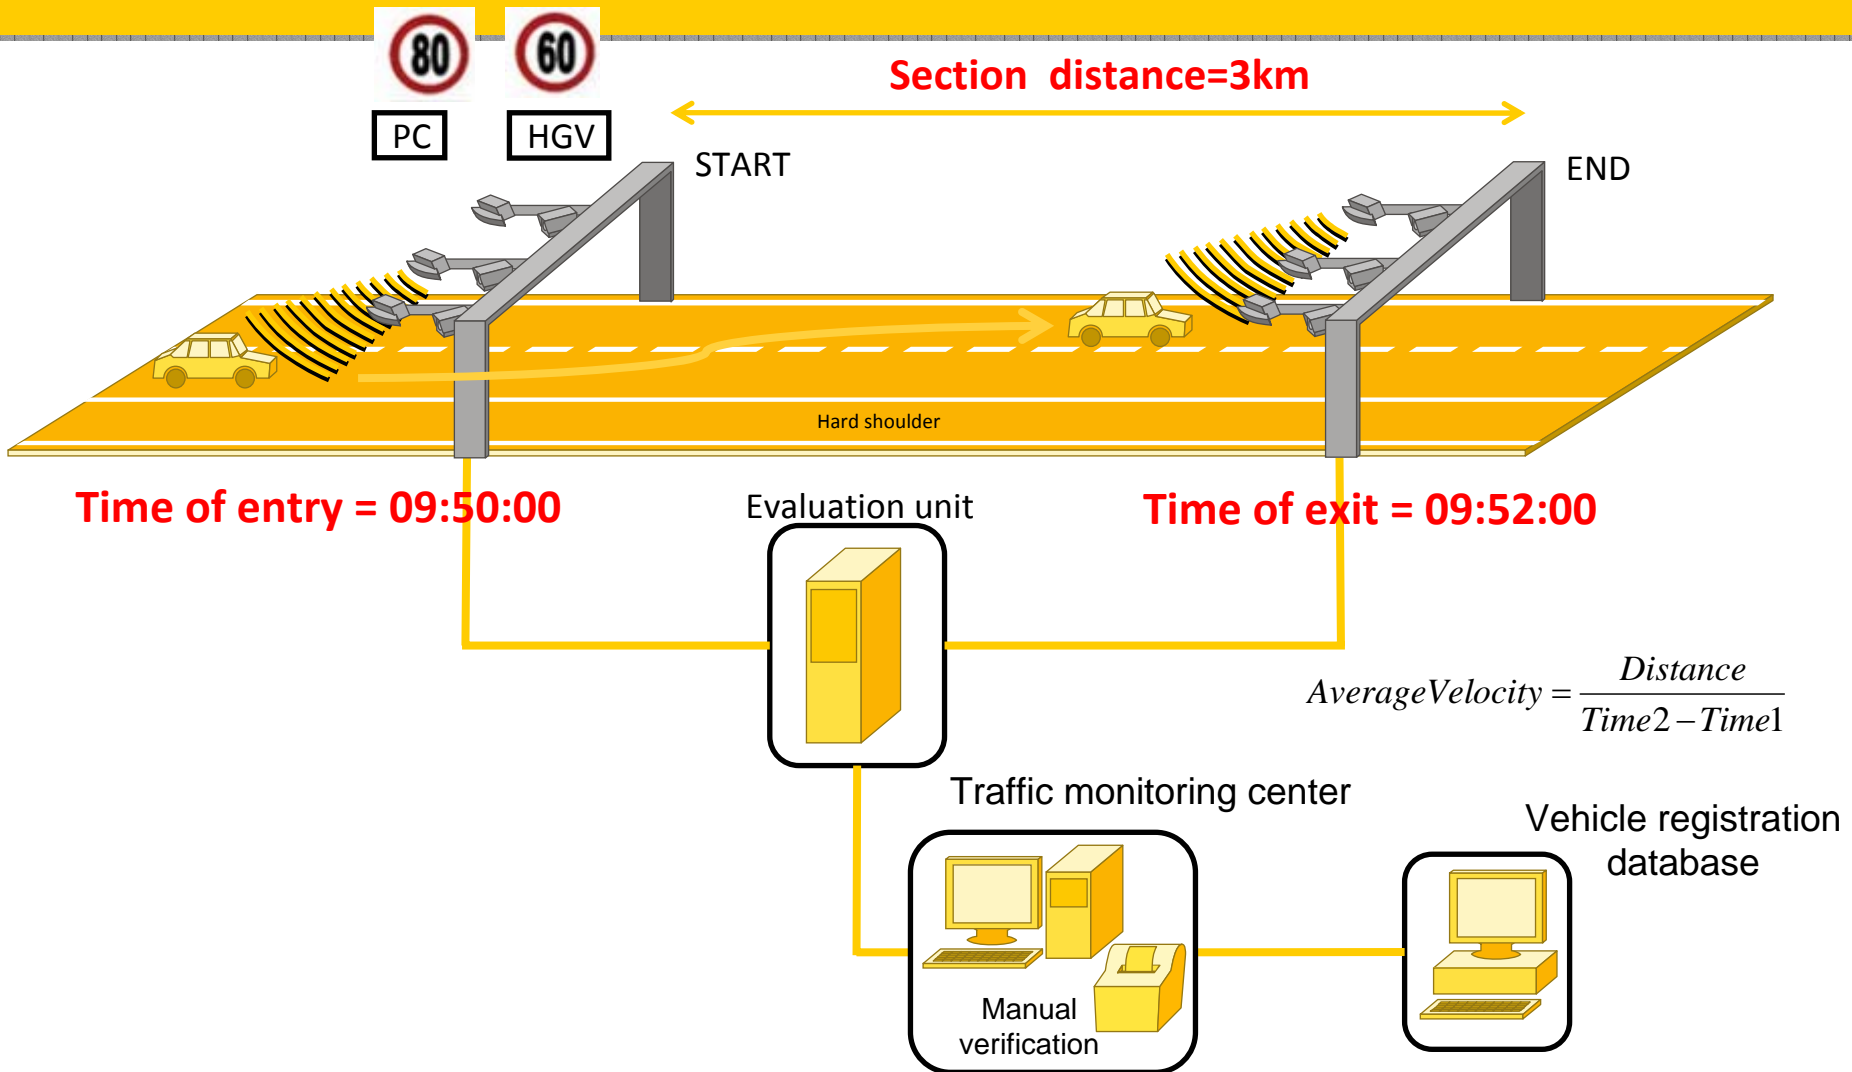 80 60
Section distance=3km
PC HGV
START
END
Hard shoulder
Time of entry = 09:50:00
Evaluation unit
Time of exit = 09:52:00
AverageVelocity = Distance / Time2 − Time1
Traffic monitoring center
Vehicle registration
database
Manual
verification